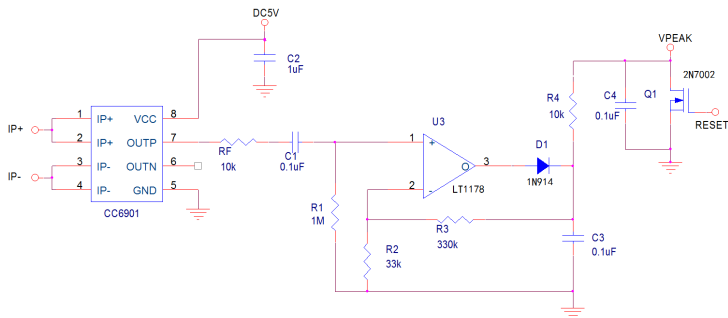 DC5V
C2
1uF
VPEAK
2N7002
Q1
RESET
C4
0.1uF
R4
10k
IP+
IP-
1 IP+ VCC 8
2 IP+ OUTP 7
3 IP- OUTN 6
4 IP- GND 5
CC6901
RF
10k
C1
0.1uF
U3
1 +
2 -
3
LT1178
D1
1N914
R1
1M
R2
33k
R3
330k
C3
0.1uF